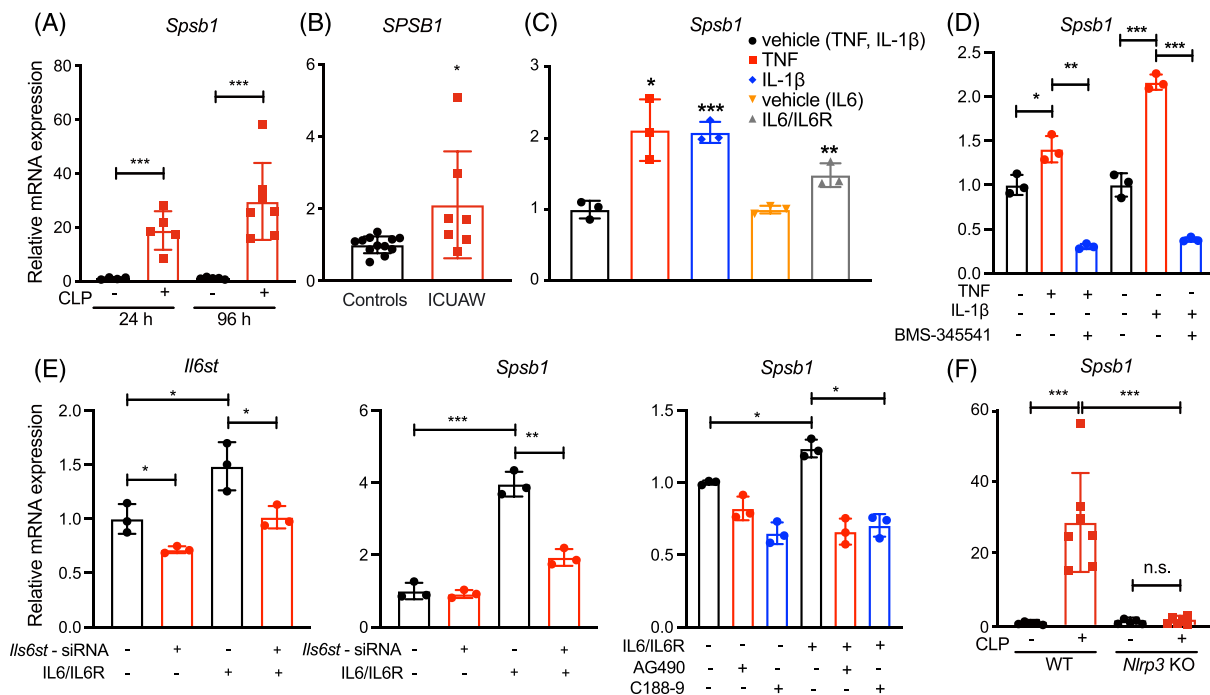 (A)
Spsb1
Relative mRNA expression
80
60
40
20
0
***
***
CLP
- + - +
24 h 96 h
(B)
SPSB1
6
4
2
0
*
Controls ICUAW
(C)
Spsb1
3
2
1
0
* *** **
vehicle (TNF, IL-1β)
TNF
IL-1β
vehicle (IL6)
IL6/IL6R
(D)
Spsb1
2.5
2.0
1.5
1.0
0.5
0.0
* ** *** ***
TNF - + + - - -
IL-1β - - - - + +
BMS-345541 - - + - - +
(E)
Il6st
Relative mRNA expression
2.0
1.5
1.0
0.5
0.0
*
* *
Ils6st - siRNA - + - +
IL6/IL6R - - + +
Spsb1
6
4
2
0
***
**
Ils6st - siRNA - + - +
IL6/IL6R - - + +
Spsb1
1.5
1.0
0.5
0.0
* *
IL6/IL6R - - - + + +
AG490 - + - - + -
C188-9 - - + - - +
(F)
Spsb1
60
40
20
0
*** ***
n.s.
CLP - + - +
WT Nlrp3 KO